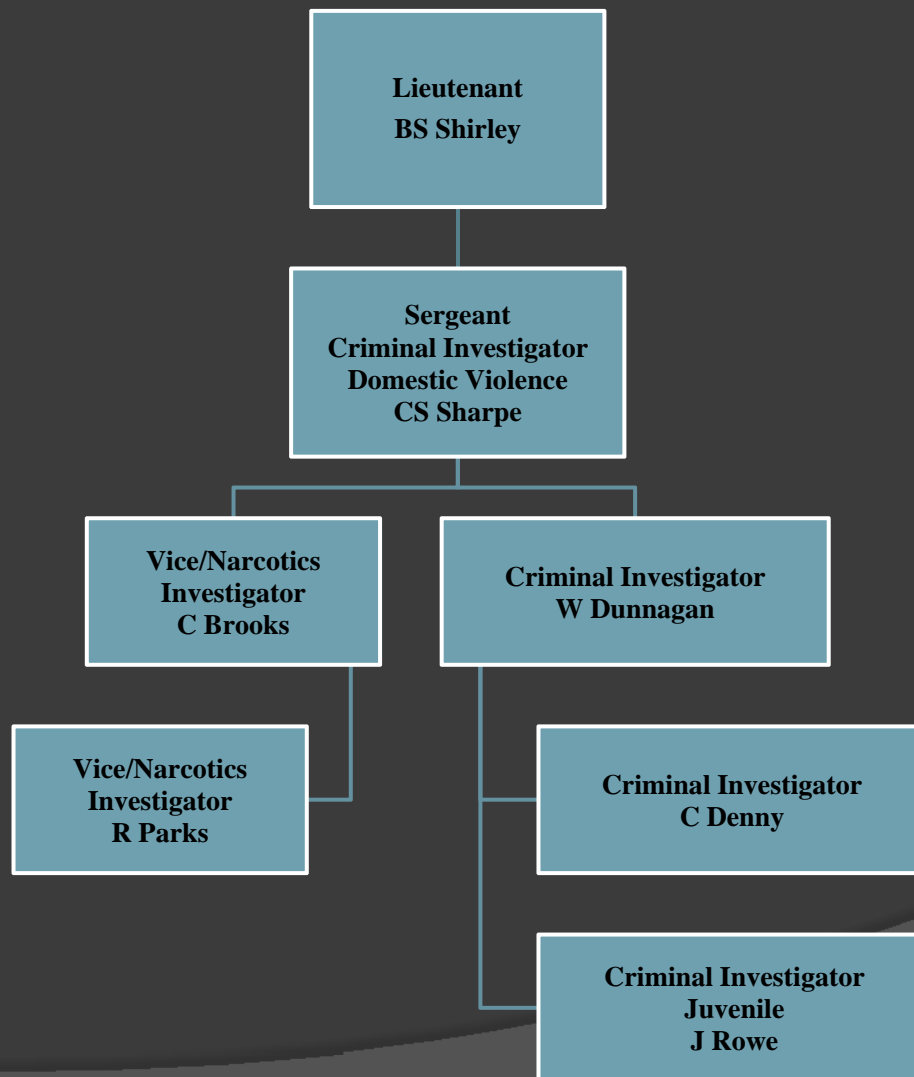 Lieutenant
BS Shirley
Sergeant
Criminal Investigator
Domestic Violence
CS Sharpe
Vice/Narcotics
Investigator
C Brooks
Criminal Investigator
W Dunnagan
Vice/Narcotics
Investigator
R Parks
Criminal Investigator
C Denny
Criminal Investigator
Juvenile
J Rowe